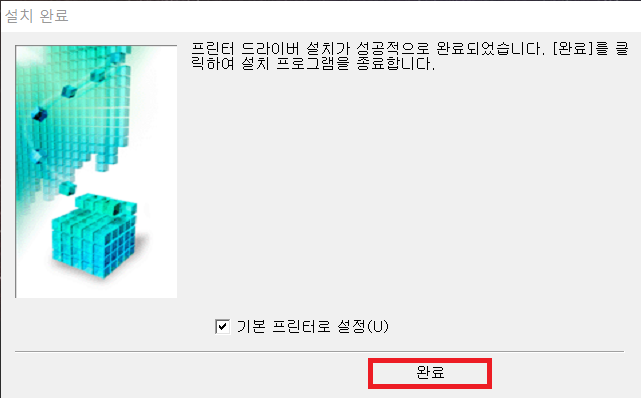 설치 완료
프린터 드라이버 설치가 성공적으로 완료되었습니다. [완료]를 클
릭하여 설치 프로그램을 종료합니다.
기본 프린터로 설정(U)
완료